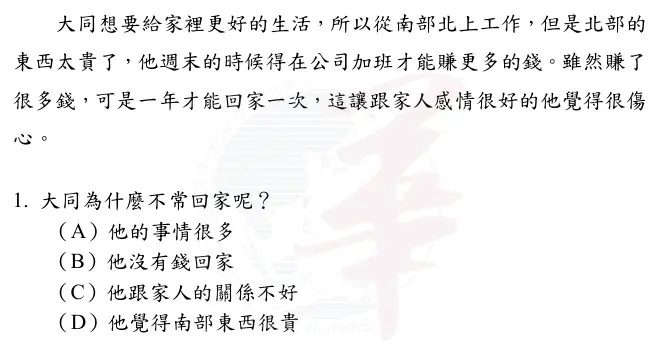 大同想要給家裡更好的生活，所以從南部北上工作，但是北部的
東西太貴了，他週末的時候得在公司加班才能賺更多的錢。雖然賺了
很多錢，可是一年才能回家一次，這讓跟家人感情很好的他覺得很傷
心。
1. 大同為什麼不常回家呢？
（A）他的事情很多
（B）他沒有錢回家
（C）他跟家人的關係不好
（D）他覺得南部東西很貴